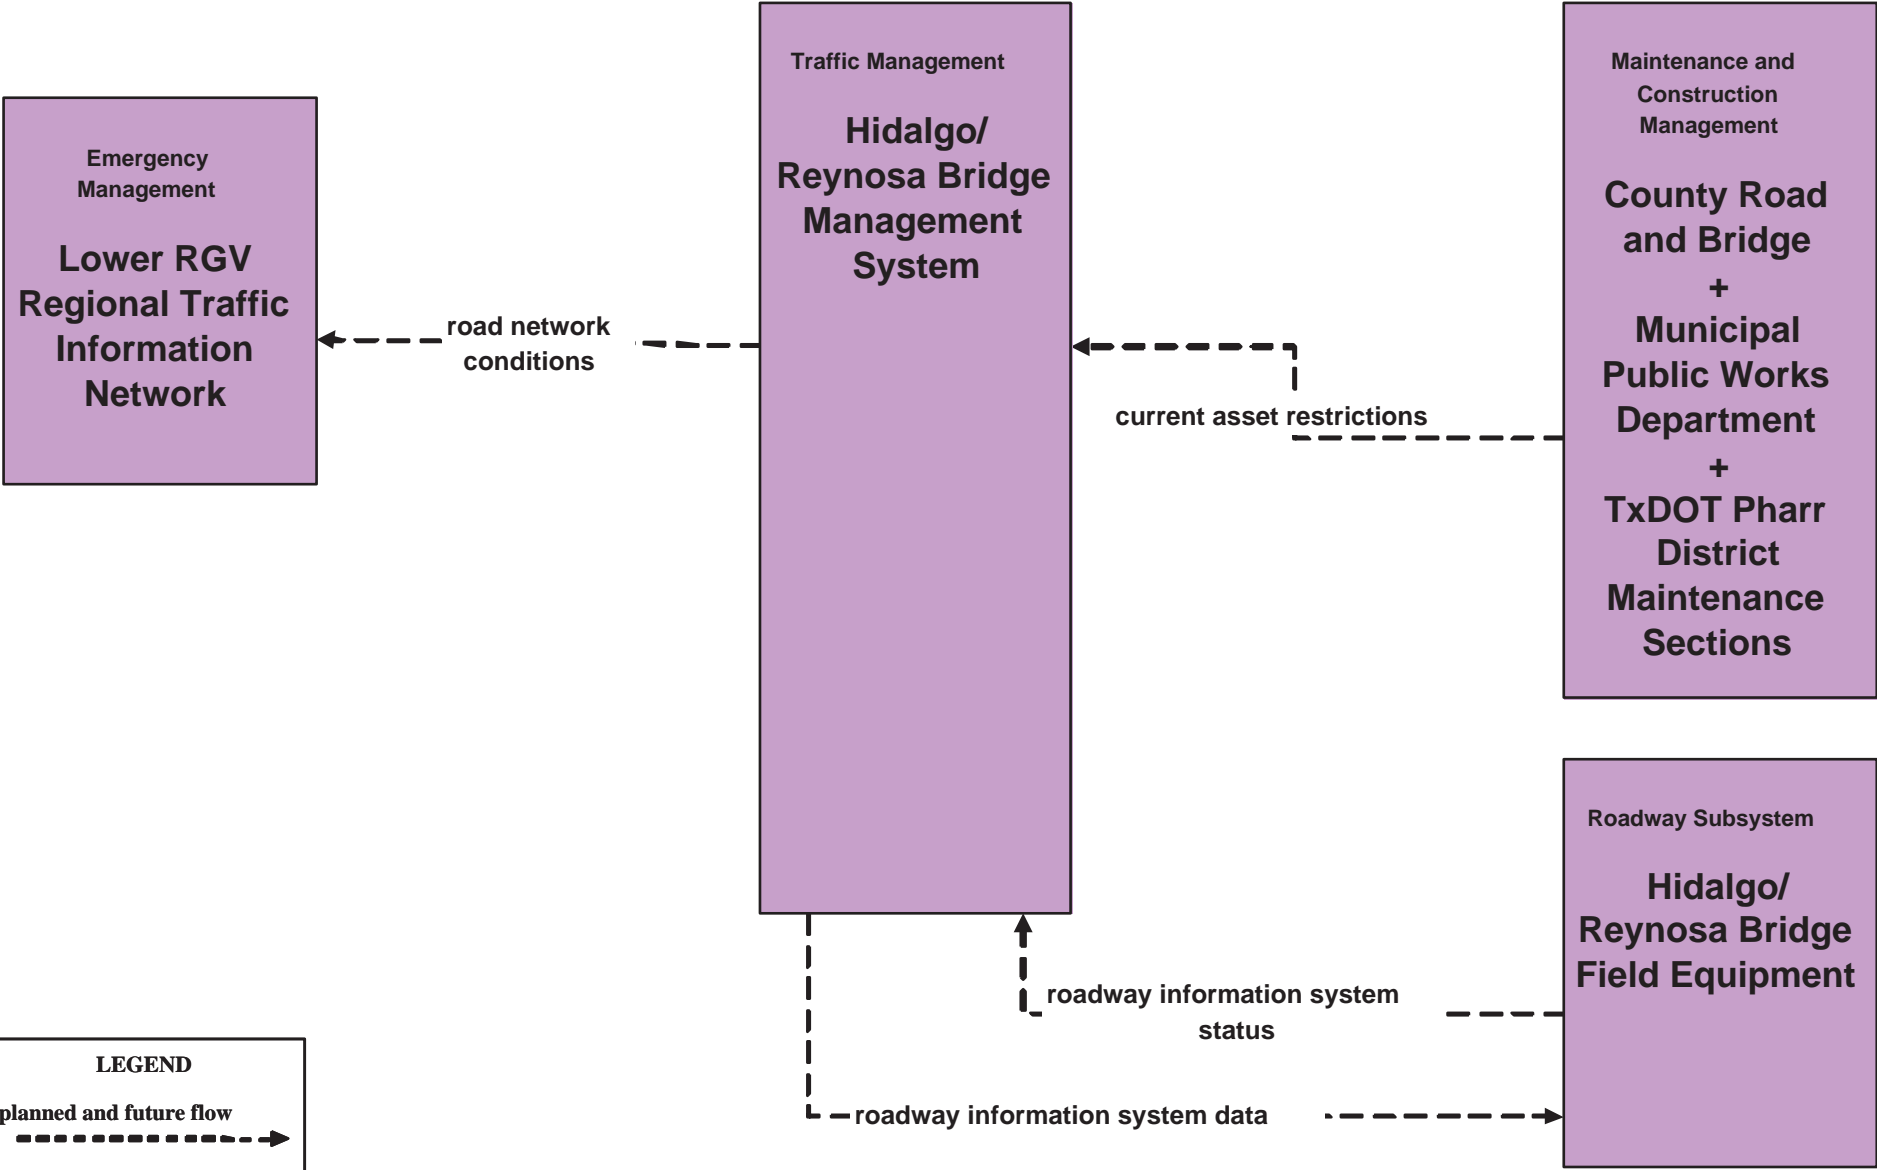 Traffic Management
Hidalgo/
Reynosa Bridge
Management
System
Maintenance and
Construction
Management
County Road
and Bridge
+
Municipal
Public Works
Department
+
TxDOT Pharr
District
Maintenance
Sections
Emergency
Management
Lower RGV
Regional Traffic
Information
Network
road network
conditions
current asset restrictions
Roadway Subsystem
Hidalgo/
Reynosa Bridge
Field Equipment
roadway information system
status
roadway information system data
LEGEND
planned and future flow